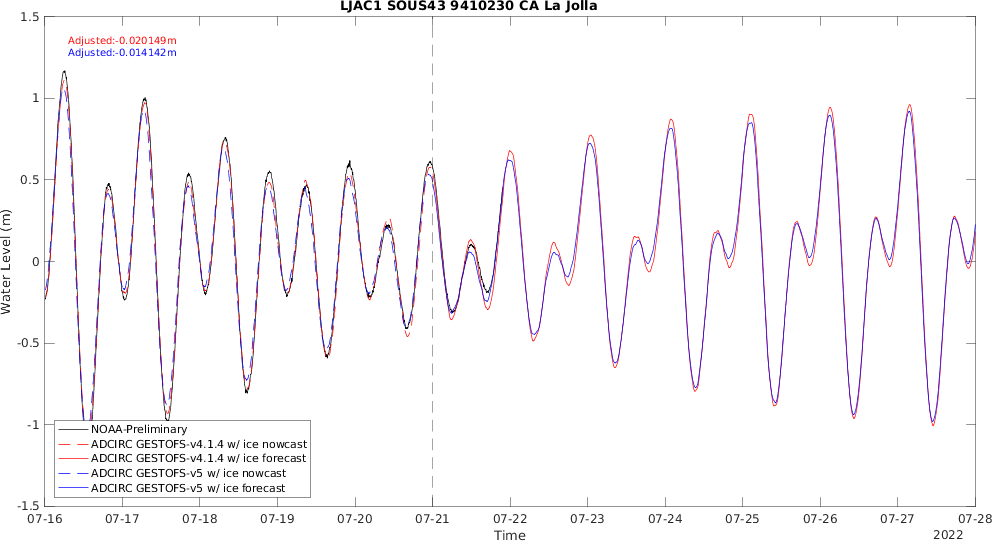 LJAC1 SOUS43 9410230 CA La Jolla
Adjusted:-0.020149m
Adjusted:-0.014142m
1.5
1
0.5
0
-0.5
-1
-1.5
Water Level (m)
NOAA-Preliminary
ADCIRC GESTOFS-v4.1.4 w/ ice nowcast
ADCIRC GESTOFS-v4.1.4 w/ ice forecast
ADCIRC GESTOFS-v5 w/ ice nowcast
ADCIRC GESTOFS-v5 w/ ice forecast
07-16 07-17 07-18 07-19 07-20 07-21 07-22 07-23 07-24 07-25 07-26 07-27 07-28
Time
2022